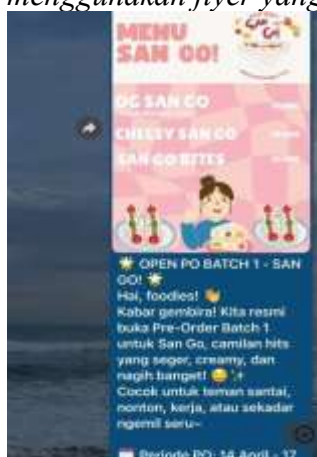 menggunakan flyer yang
MENU
SAN GO!
San
Go!
OG SAN GO
CHEESY SAN GO
SAN GO BITES
🌟 OPEN PO BATCH 1 - SAN
GO! 🌟
Hai, foodies! 👋
Kabar gembira! Kita resmi
buka Pre-Order Batch 1
untuk San Go, camilan hits
yang seger, creamy, dan
nagih banget! 😄✨
Cocok untuk teman santai,
nonton, kerja, atau sekadar
ngemil seru~
Periode PO: 14 April - 17